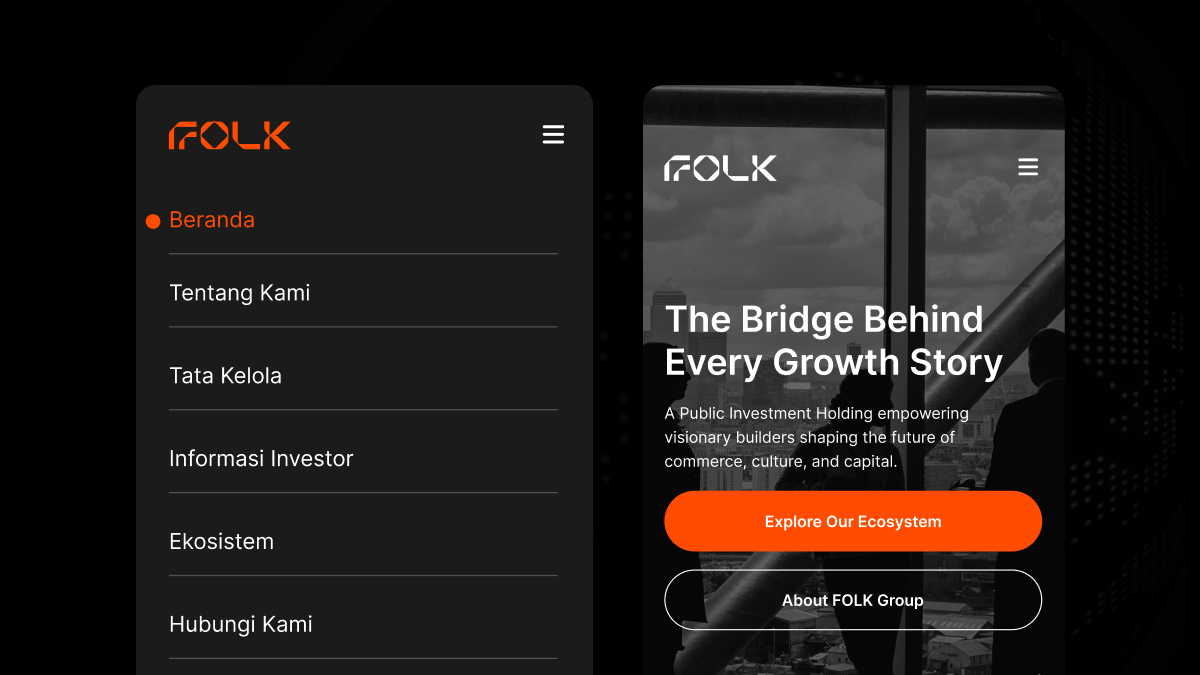 FOLK
Beranda
Tentang Kami
Tata Kelola
Informasi Investor
Ekosistem
Hubungi Kami
FOLK
The Bridge Behind
Every Growth Story
A Public Investment Holding empowering
visionary builders shaping the future of
commerce, culture, and capital.
Explore Our Ecosystem
About FOLK Group